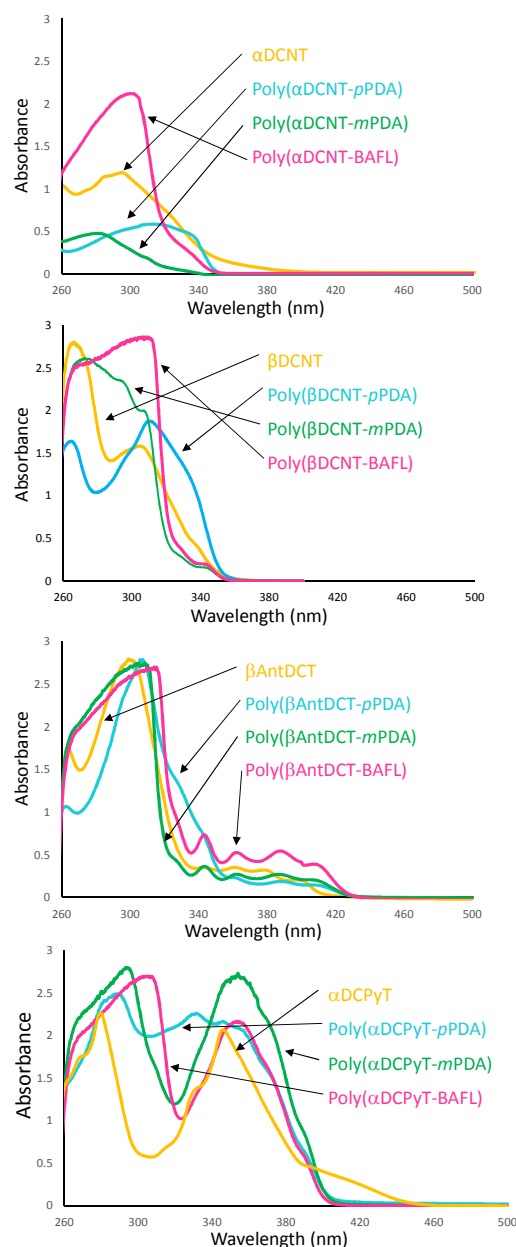 3
2.5
2
1.5
1
0.5
0
Absorbance
αDCNT
Poly(αDCNT-pPDA)
Poly(αDCNT-mPDA)
Poly(αDCNT-BAFL)
260 300 340 380 420 460 500
Wavelength (nm)
3
2.5
2
1.5
1
0.5
0
Absorbance
βDCNT
Poly(βDCNT-pPDA)
Poly(βDCNT-mPDA)
Poly(βDCNT-BAFL)
260 300 340 380 420 460 500
Wavelength (nm)
3
2.5
2
1.5
1
0.5
0
Absorbance
βAntDCT
Poly(βAntDCT-pPDA)
Poly(βAntDCT-mPDA)
Poly(βAntDCT-BAFL)
260 300 340 380 420 460 500
Wavelength (nm)
3
2.5
2
1.5
1
0.5
0
Absorbance
αDCPyT
Poly(αDCPyT-pPDA)
Poly(αDCPyT-mPDA)
Poly(αDCPyT-BAFL)
260 300 340 380 420 460 500
Wavelength (nm)